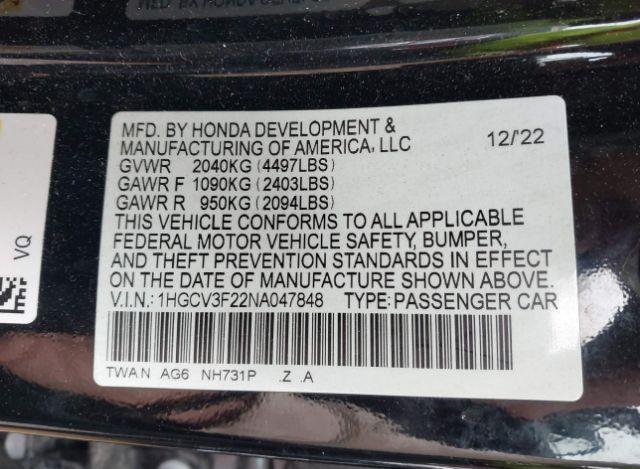 MFD. BY HONDA DEVELOPMENT &
MANUFACTURING OF AMERICA, LLC 12/'22
GVWR 2040KG (4497LBS)
GAWR F 1090KG (2403LBS)
GAWR R 950KG (2094LBS)
THIS VEHICLE CONFORMS TO ALL APPLICABLE
FEDERAL MOTOR VEHICLE SAFETY, BUMPER,
AND THEFT PREVENTION STANDARDS IN EFFECT
ON THE DATE OF MANUFACTURE SHOWN ABOVE.
V.I.N.: 1HGCV3F22NA047848 TYPE: PASSENGER CAR
TWA N AG6 NH731P .Z .A
VQ